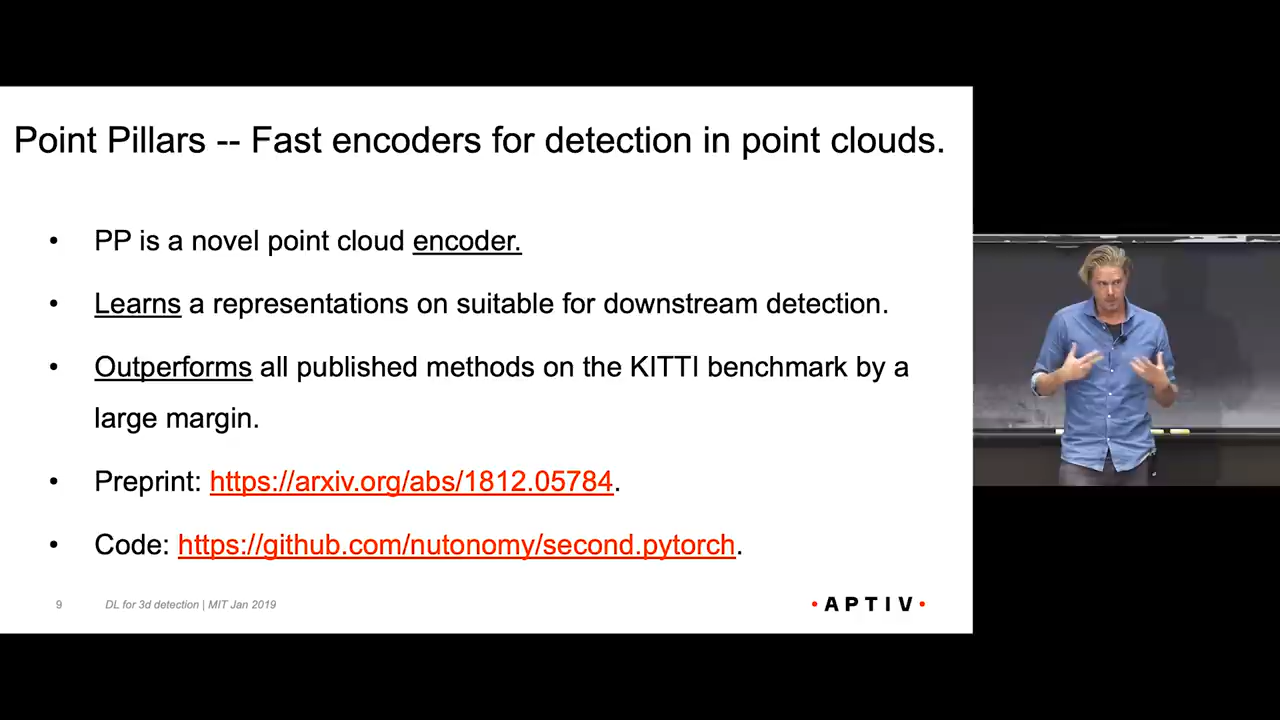 Point Pillars -- Fast encoders for detection in point clouds.
• PP is a novel point cloud encoder.
• Learns a representations on suitable for downstream detection.
• Outperforms all published methods on the KITTI benchmark by a
large margin.
• Preprint: https://arxiv.org/abs/1812.05784.
• Code: https://github.com/nutonomy/second.pytorch.
9 DL for 3d detection | MIT Jan 2019
• A P T I V •